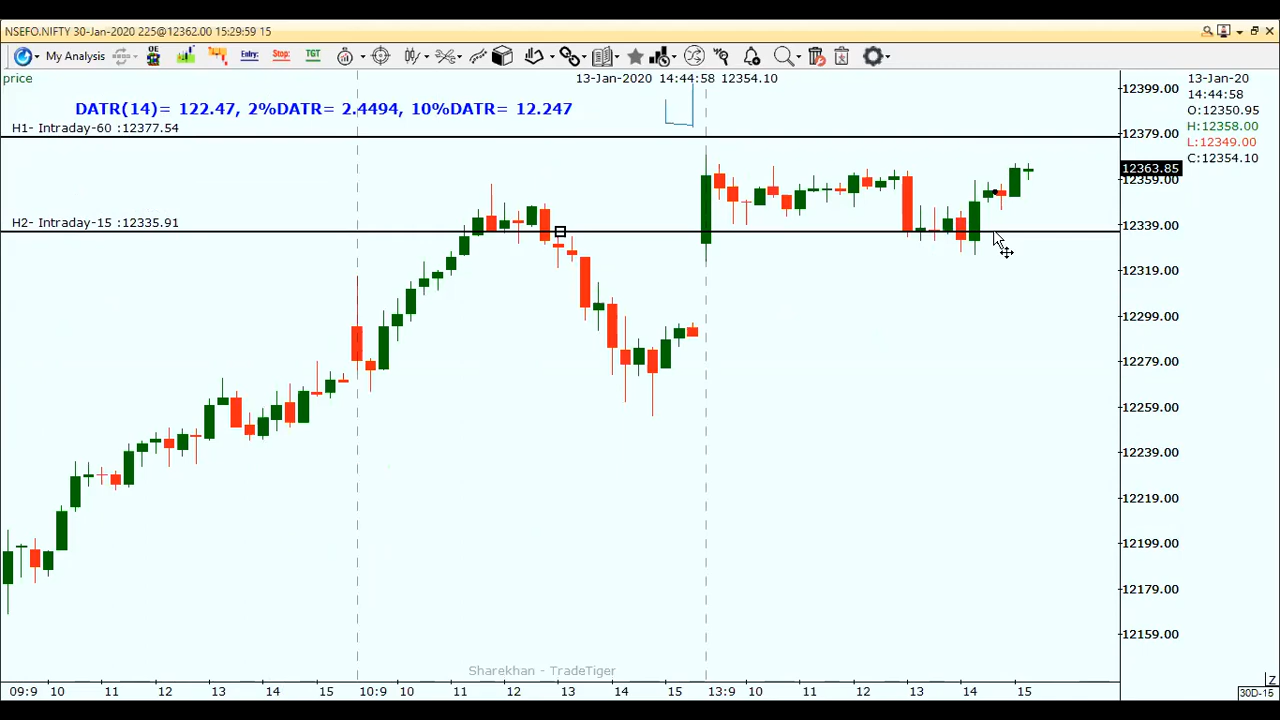 NSEFO.NIFTY 30-Jan-2020 225@12362.00 15:29:59 10@12363.85
My Analysis
OE
Entry:
Stop:
TGT
price
13-Jan-2020 14:44:58 12354.10
13-Jan-20
14:44:58
O:12350.95
H:12358.00
L:12349.00
C:12354.10
DATR(14)= 122.47, 2%DATR= 2.4494, 10%DATR= 12.247
H1- Intraday-60 :12377.54
H2- Intraday-15 :12335.91
12399.00
12379.00
12363.85
12359.00
12339.00
12319.00
12299.00
12279.00
12259.00
12239.00
12219.00
12199.00
12179.00
12159.00
Sharekhan - TradeTiger
09:9 10 11 12 13 14 15 10:9 10 11 12 13 14 15 13:9 10 11 12 13 14 15
Z
30D-15